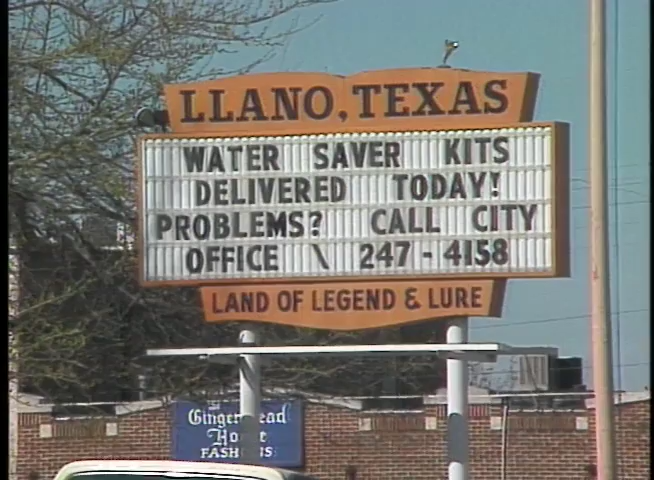 LLANO, TEXAS
WATER SAVER KITS
DELIVERED TODAY!
PROBLEMS? CALL CITY
OFFICE \ 247-4158
LAND OF LEGEND & LURE
Gingerbread
House
FASHIONS